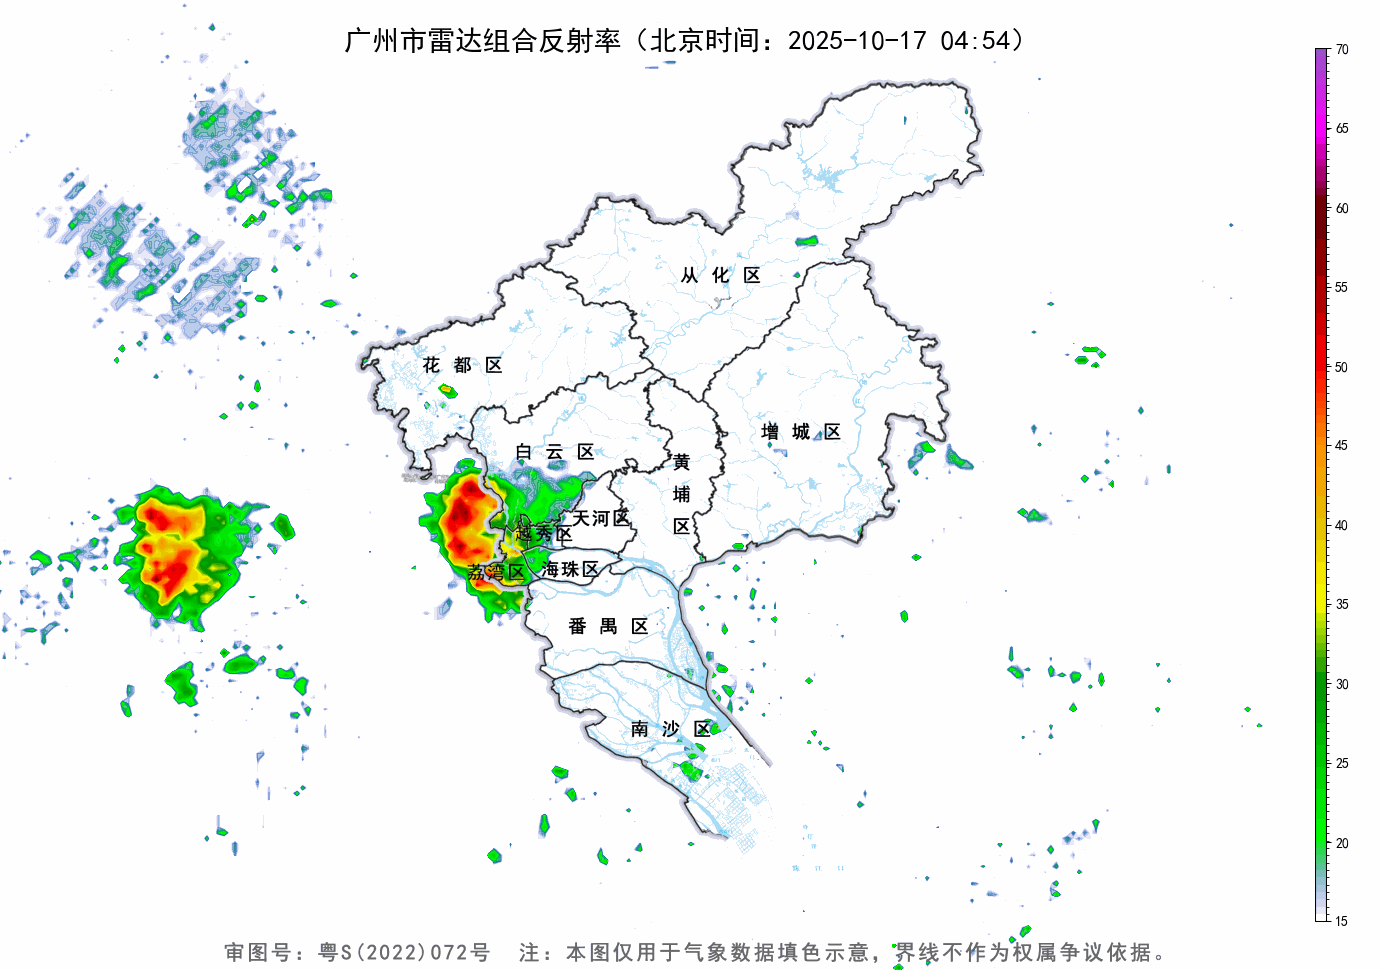 广州市雷达组合反射率（北京时间：2025-10-17 04:54）
70
65
60
55
50
45
40
35
30
25
20
15
从化区
花都区
增城区
白云区
黄埔区
天河区
越秀区
荔湾区
海珠区
番禺区
南沙区
审图号：粤S(2022)072号 注：本图仅用于气象数据填色示意，界线不作为权属争议依据。